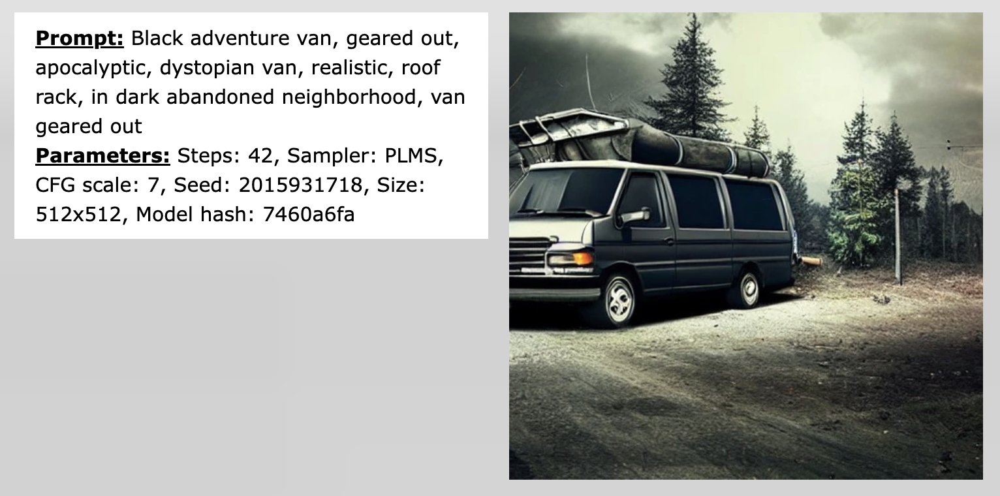 Prompt: Black adventure van, geared out,
apocalyptic, dystopian van, realistic, roof
rack, in dark abandoned neighborhood, van
geared out
Parameters: Steps: 42, Sampler: PLMS,
CFG scale: 7, Seed: 2015931718, Size:
512x512, Model hash: 7460a6fa